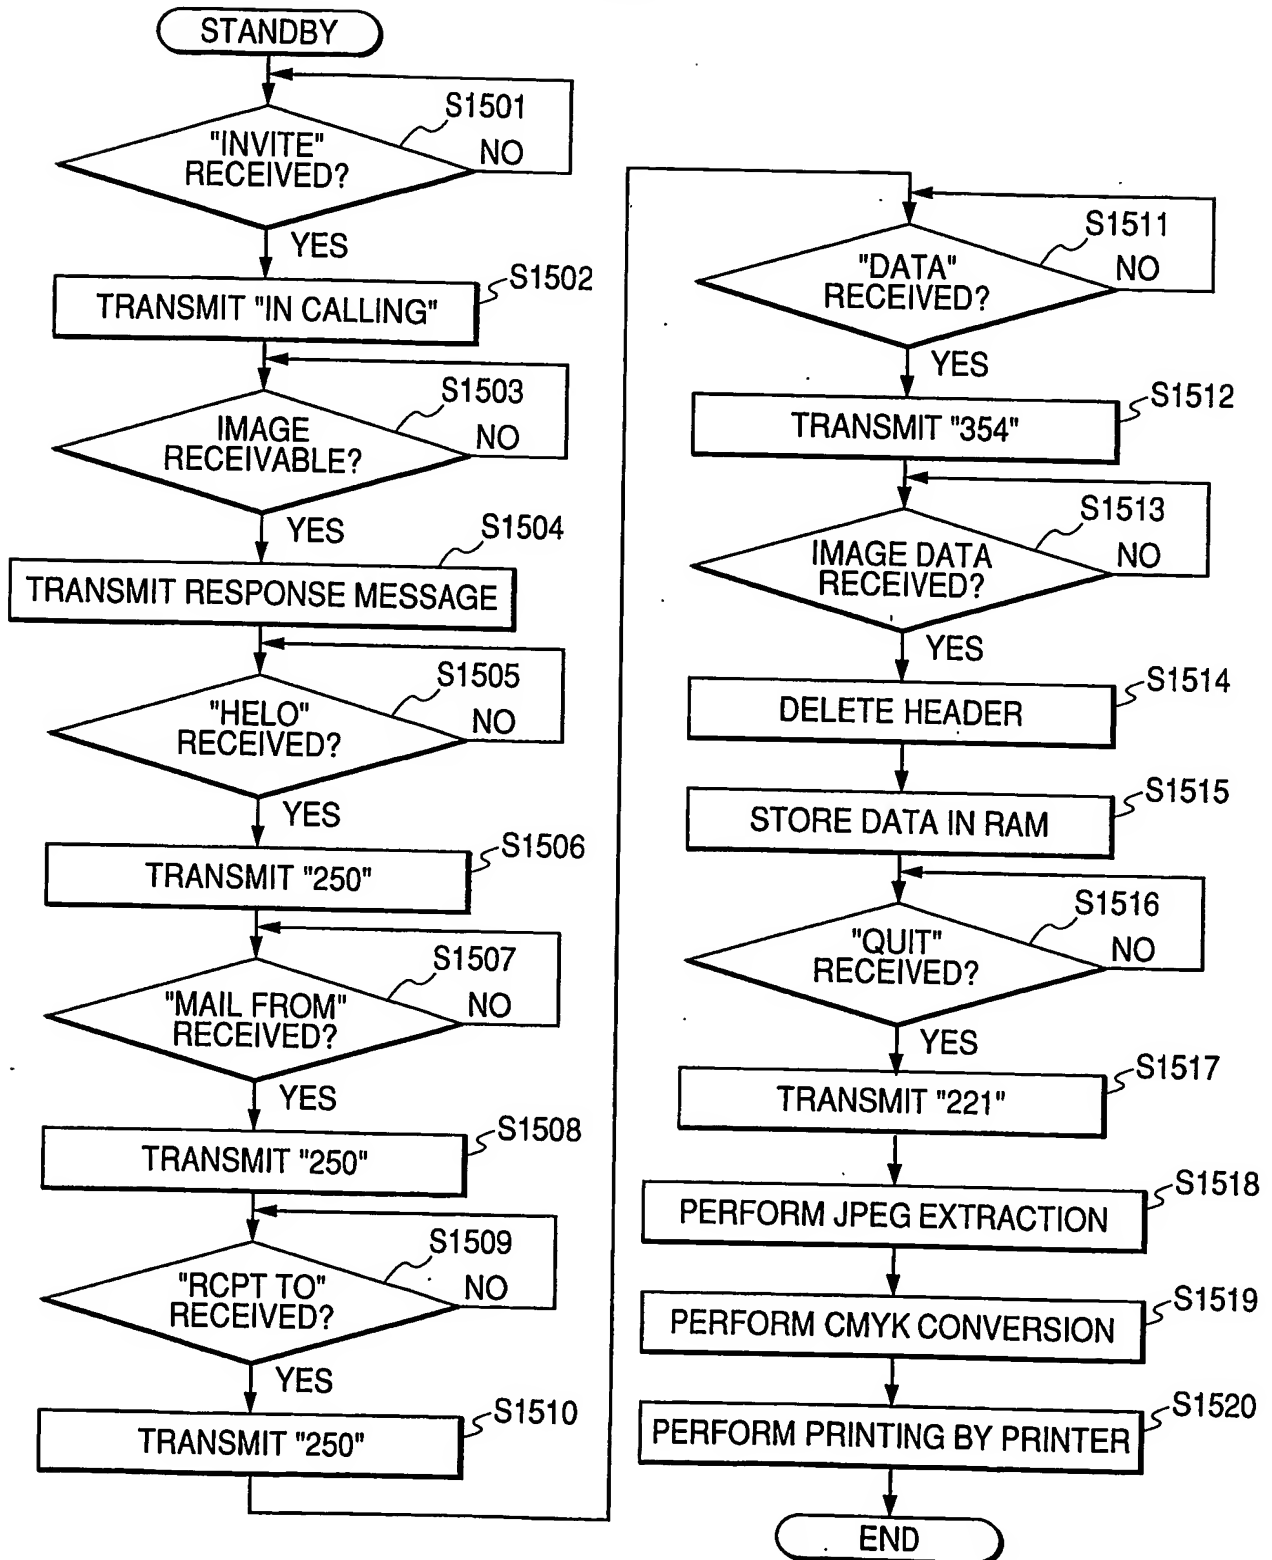 STANDBY
S1501
"INVITE"
RECEIVED?
NO
YES
S1502
TRANSMIT "IN CALLING"
S1503
IMAGE
RECEIVABLE?
NO
YES
S1504
TRANSMIT RESPONSE MESSAGE
S1505
"HELO"
RECEIVED?
NO
YES
S1506
TRANSMIT "250"
S1507
"MAIL FROM"
RECEIVED?
NO
YES
S1508
TRANSMIT "250"
S1509
"RCPT TO"
RECEIVED?
NO
YES
S1510
TRANSMIT "250"
S1511
"DATA"
RECEIVED?
NO
YES
S1512
TRANSMIT "354"
S1513
IMAGE DATA
RECEIVED?
NO
YES
S1514
DELETE HEADER
S1515
STORE DATA IN RAM
S1516
"QUIT"
RECEIVED?
NO
YES
S1517
TRANSMIT "221"
S1518
PERFORM JPEG EXTRACTION
S1519
PERFORM CMYK CONVERSION
S1520
PERFORM PRINTING BY PRINTER
END